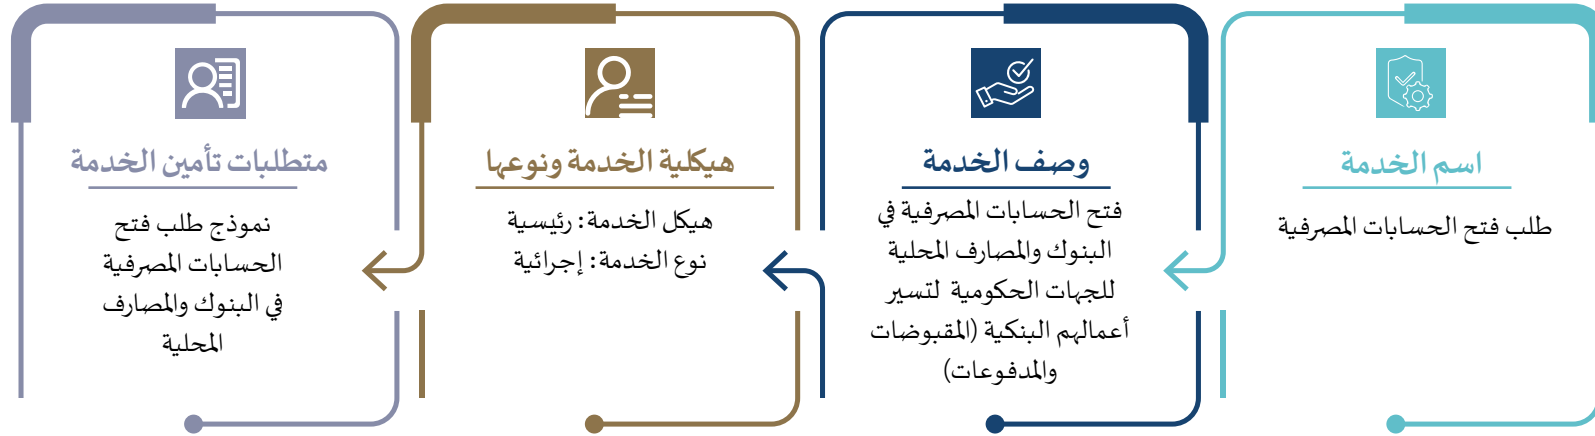 اسم الخدمة
طلب فتح الحسابات المصرفية
وصف الخدمة
فتح الحسابات المصرفية في
البنوك والمصارف المحلية
للجهات الحكومية لتسير
أعمالهم البنكية (المقبوضات
والمدفوعات)
هيكلية الخدمة ونوعها
هيكل الخدمة: رئيسية
نوع الخدمة: إجرائية
متطلبات تأمين الخدمة
نموذج طلب فتح
الحسابات المصرفية
في البنوك والمصارف
المحلية